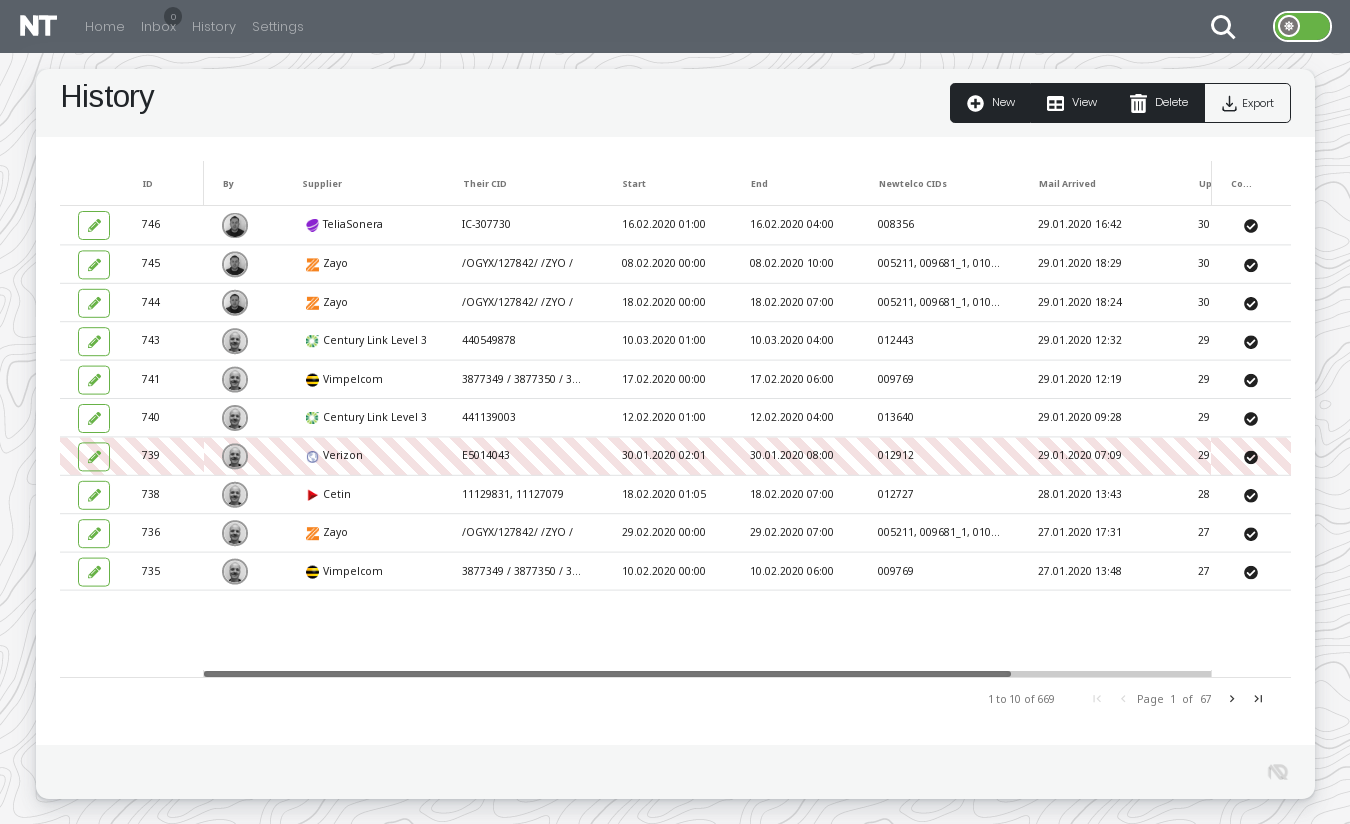 NT Home Inbox 0 History Settings
History New View Delete Export
ID By Supplier Their CID Start End Newtelco CIDs Mail Arrived Up Co...
746 TeliaSonera IC-307730 16.02.2020 01:00 16.02.2020 04:00 008356 29.01.2020 16:42 30
745 Zayo /OGYX/127842/ /ZYO / 08.02.2020 00:00 08.02.2020 10:00 005211, 009681_1, 010... 29.01.2020 18:29 30
744 Zayo /OGYX/127842/ /ZYO / 18.02.2020 00:00 18.02.2020 07:00 005211, 009681_1, 010... 29.01.2020 18:24 30
743 Century Link Level 3 440549878 10.03.2020 01:00 10.03.2020 04:00 012443 29.01.2020 12:32 29
741 Vimpelcom 3877349 / 3877350 / 3... 17.02.2020 00:00 17.02.2020 06:00 009769 29.01.2020 12:19 29
740 Century Link Level 3 441139003 12.02.2020 01:00 12.02.2020 04:00 013640 29.01.2020 09:28 29
739 Verizon E5014043 30.01.2020 02:01 30.01.2020 08:00 012912 29.01.2020 07:09 29
738 Cetin 11129831, 11127079 18.02.2020 01:05 18.02.2020 07:00 012727 28.01.2020 13:43 28
736 Zayo /OGYX/127842/ /ZYO / 29.02.2020 00:00 29.02.2020 07:00 005211, 009681_1, 010... 27.01.2020 17:31 27
735 Vimpelcom 3877349 / 3877350 / 3... 10.02.2020 00:00 10.02.2020 06:00 009769 27.01.2020 13:48 27
1 to 10 of 669 Page 1 of 67